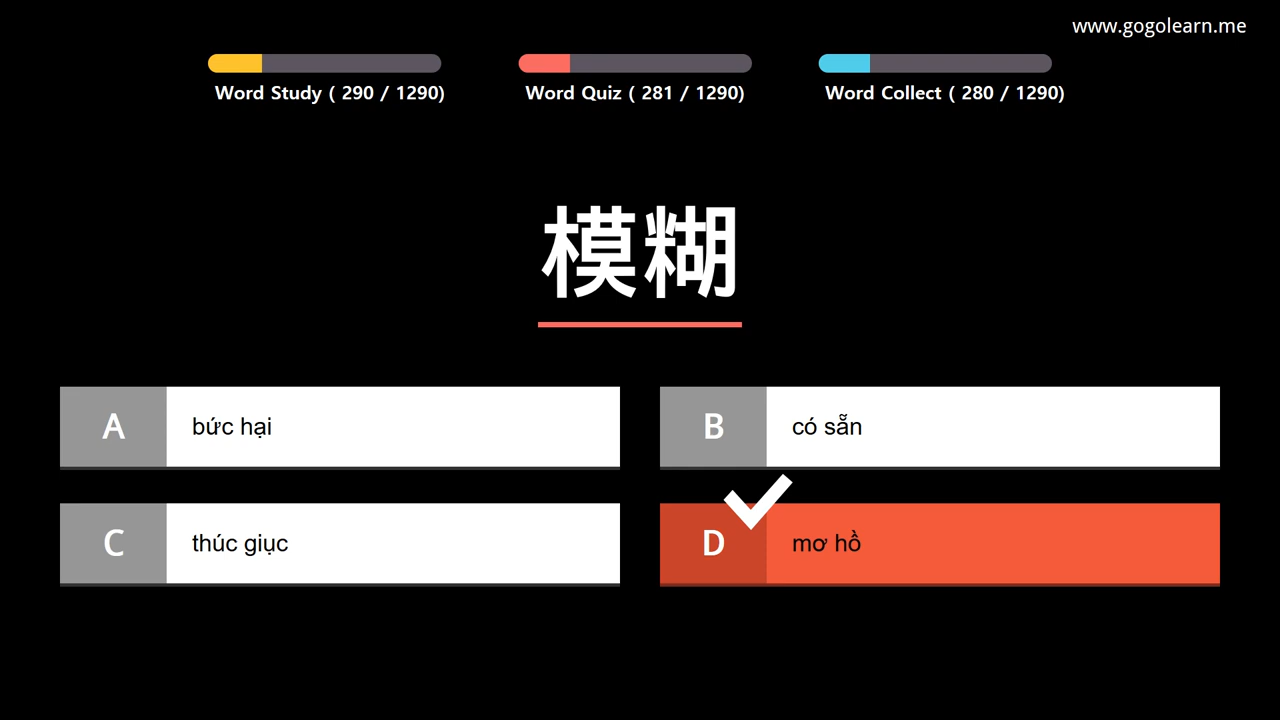 www.gogolearn.me
Word Study ( 290 / 1290)
Word Quiz ( 281 / 1290)
Word Collect ( 280 / 1290)
模糊
A bức hại
B có sẵn
C thúc giục
D mơ hồ